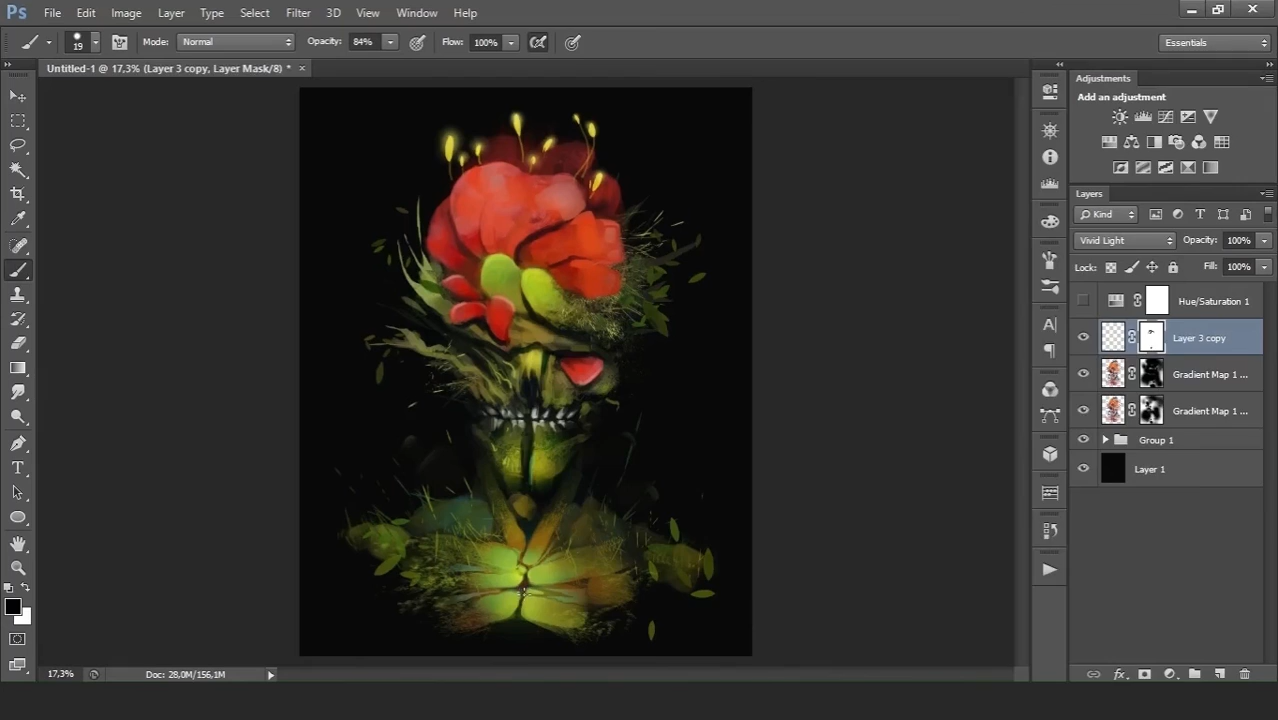 Ps File Edit Image Layer Type Select Filter 3D View Window Help
19 Mode: Normal Opacity: 84% Flow: 100% Essentials
Untitled-1 @ 17,3% (Layer 3 copy, Layer Mask/8) * ×
Adjustments
Add an adjustment
Layers
Kind
Vivid Light Opacity: 100%
Lock: Fill: 100%
Hue/Saturation 1
Layer 3 copy
Gradient Map 1 ...
Gradient Map 1 ...
Group 1
Layer 1
17,3% Doc: 28,0M/156,1M